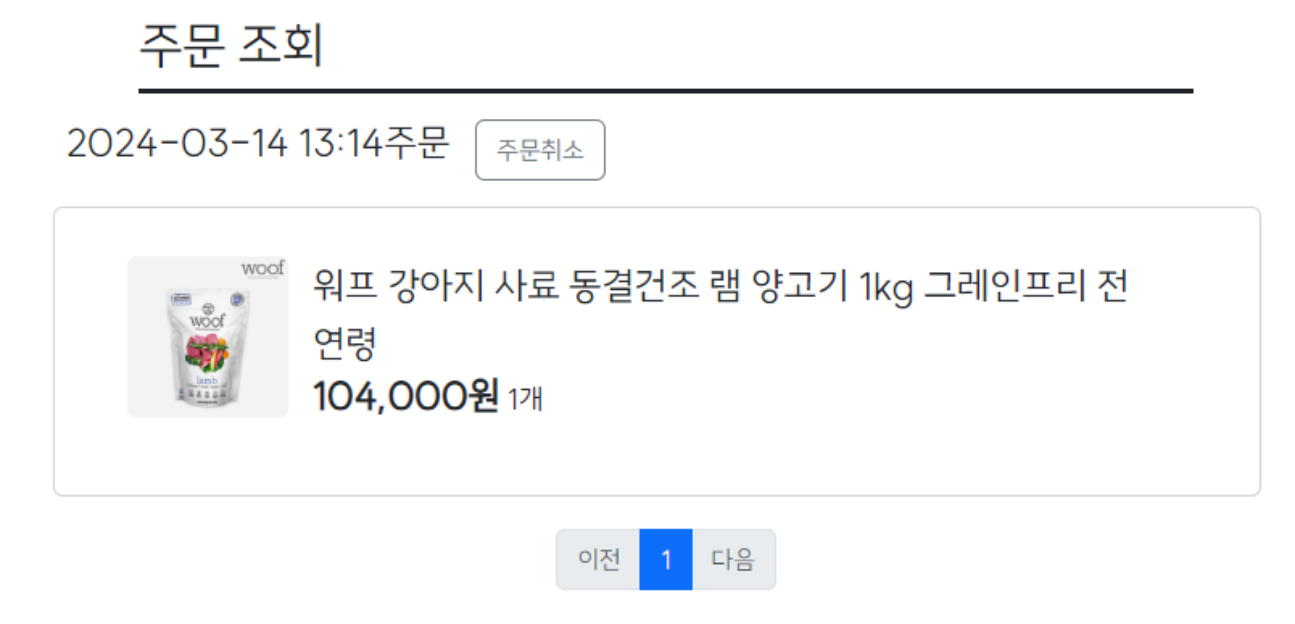 주문 조회
2024-03-14 13:14주문 주문취소
woof
woof
lamb
워프 강아지 사료 동결건조 램 양고기 1kg 그레인프리 전
연령
104,000원 1개
이전 1 다음